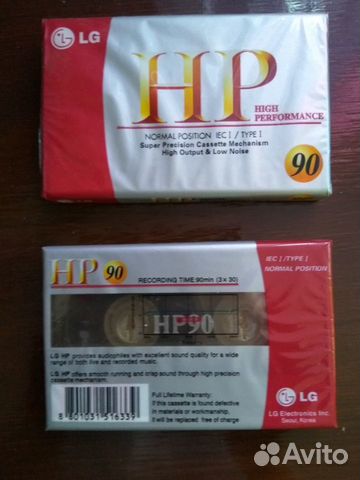 LG
HP
HIGH
PERFORMANCE
NORMAL POSITION IEC I / TYPE I
Super Precision Cassette Mechanism
High Output & Low Noise
90
HP 90
RECORDING TIME 90min (3 x 30)
IEC I /TYPE I
NORMAL POSITION
HP90
LG HP provides audiophiles with excellent sound quality for a wide
range of both live and recorded music.
LG HP offers smooth running and crisp sound through high precision
cassette mechanism.
Full Lifetime Warranty:
If this cassette is found defective
in materials or workmanship,
it will be replaced free of charge
8 801031 516339
LG
LG Electronics Inc.
Seoul, Korea
Avito